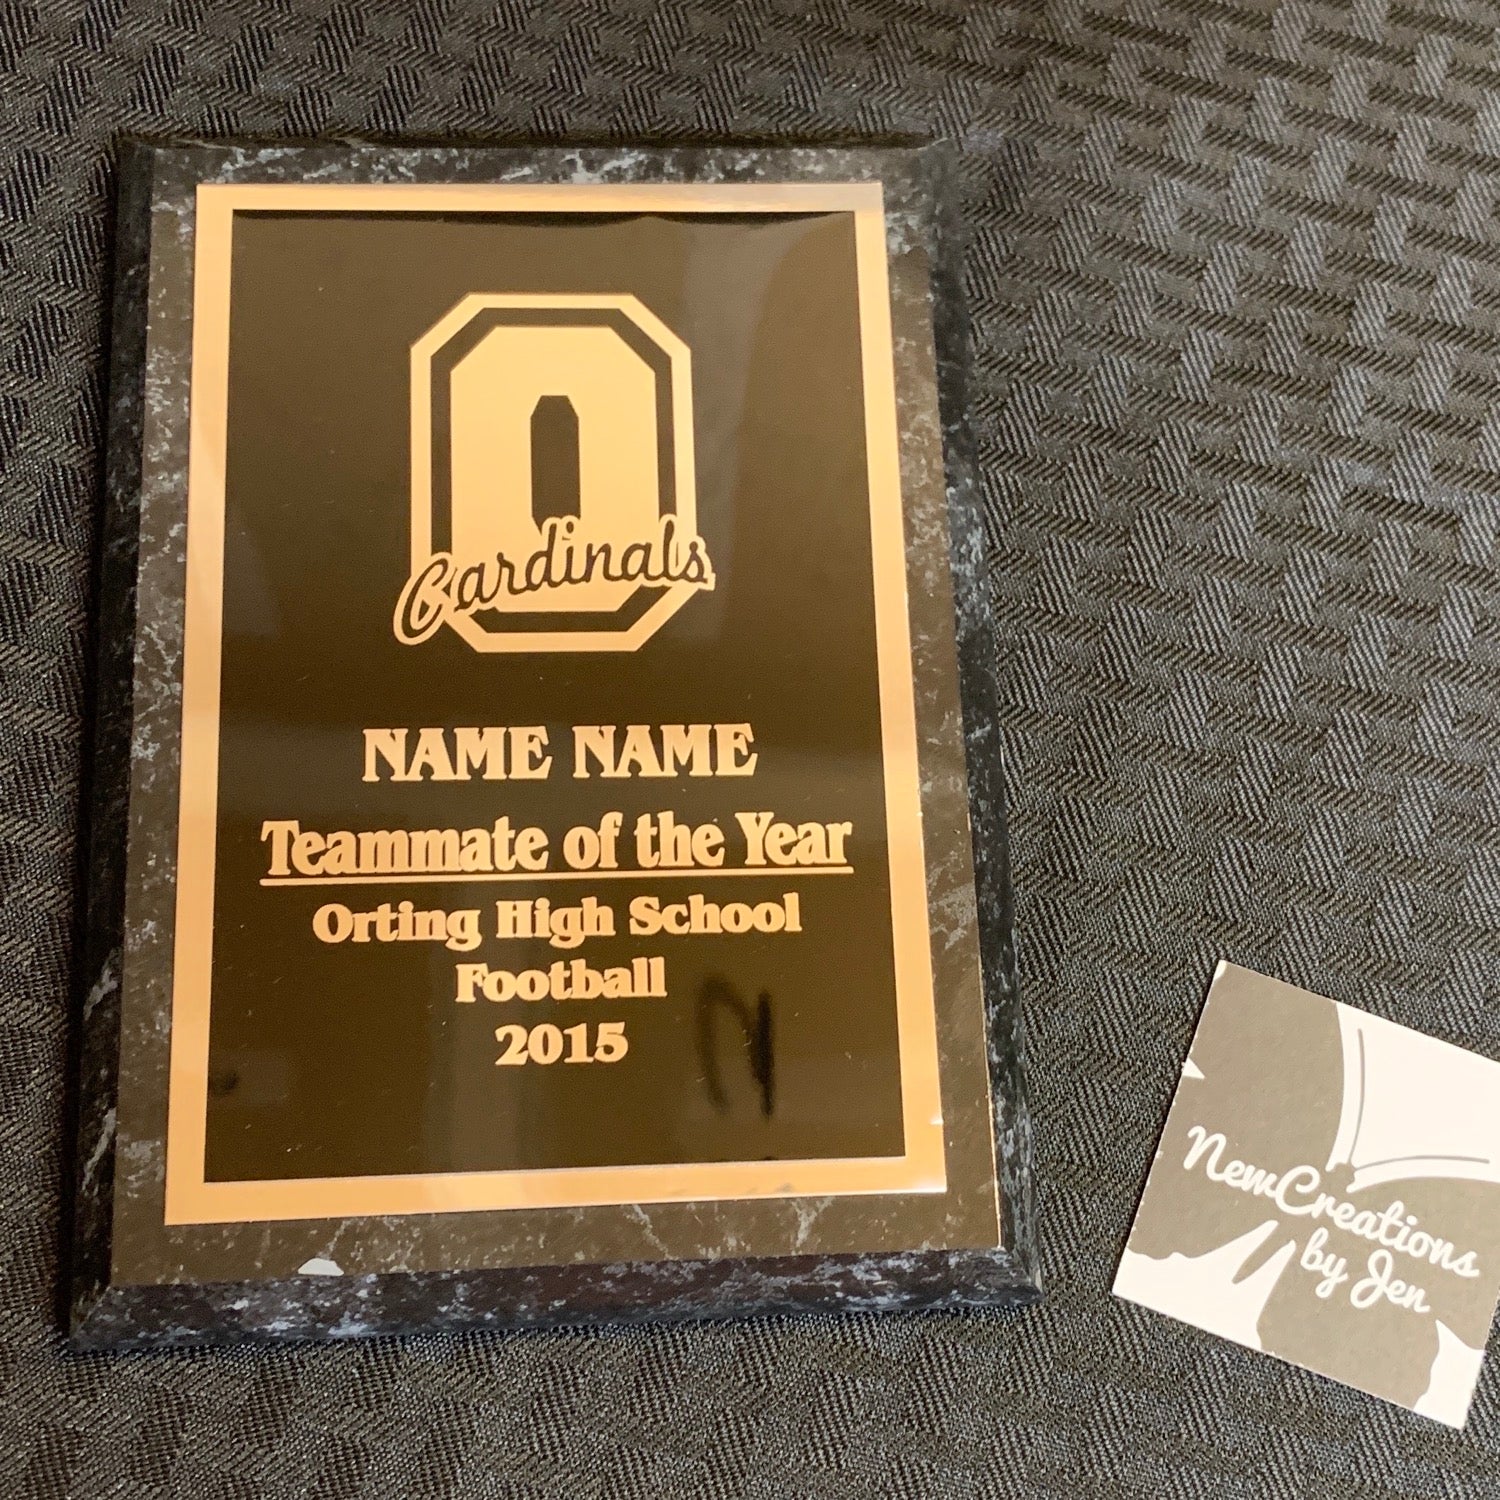 O
Cardinals
NAME NAME
Teammate of the Year
Orting High School
Football
2015
NewCreations
by Jen